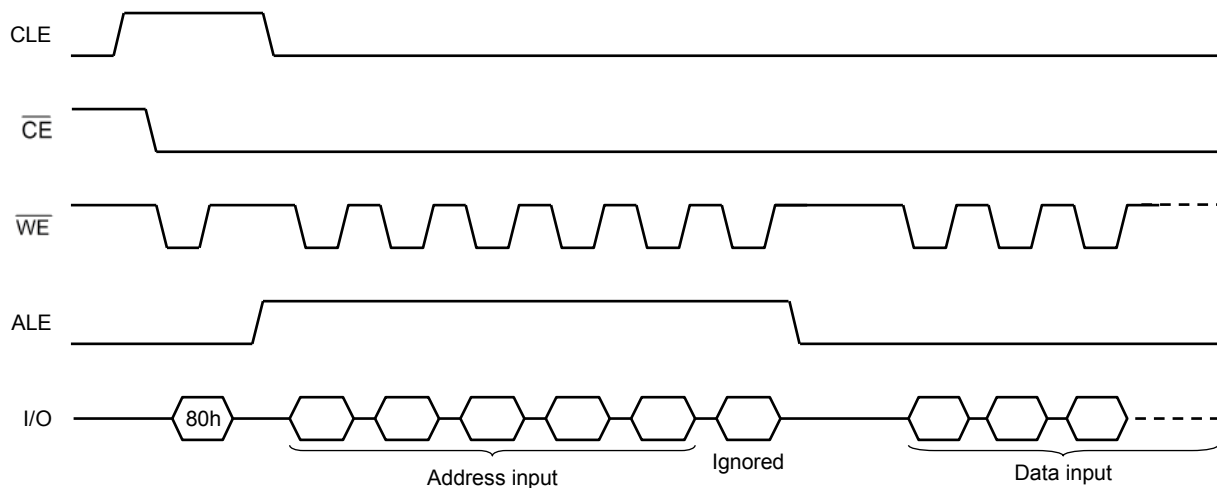 CLE
CE
WE
ALE
I/O
80h
Address input
Ignored
Data input